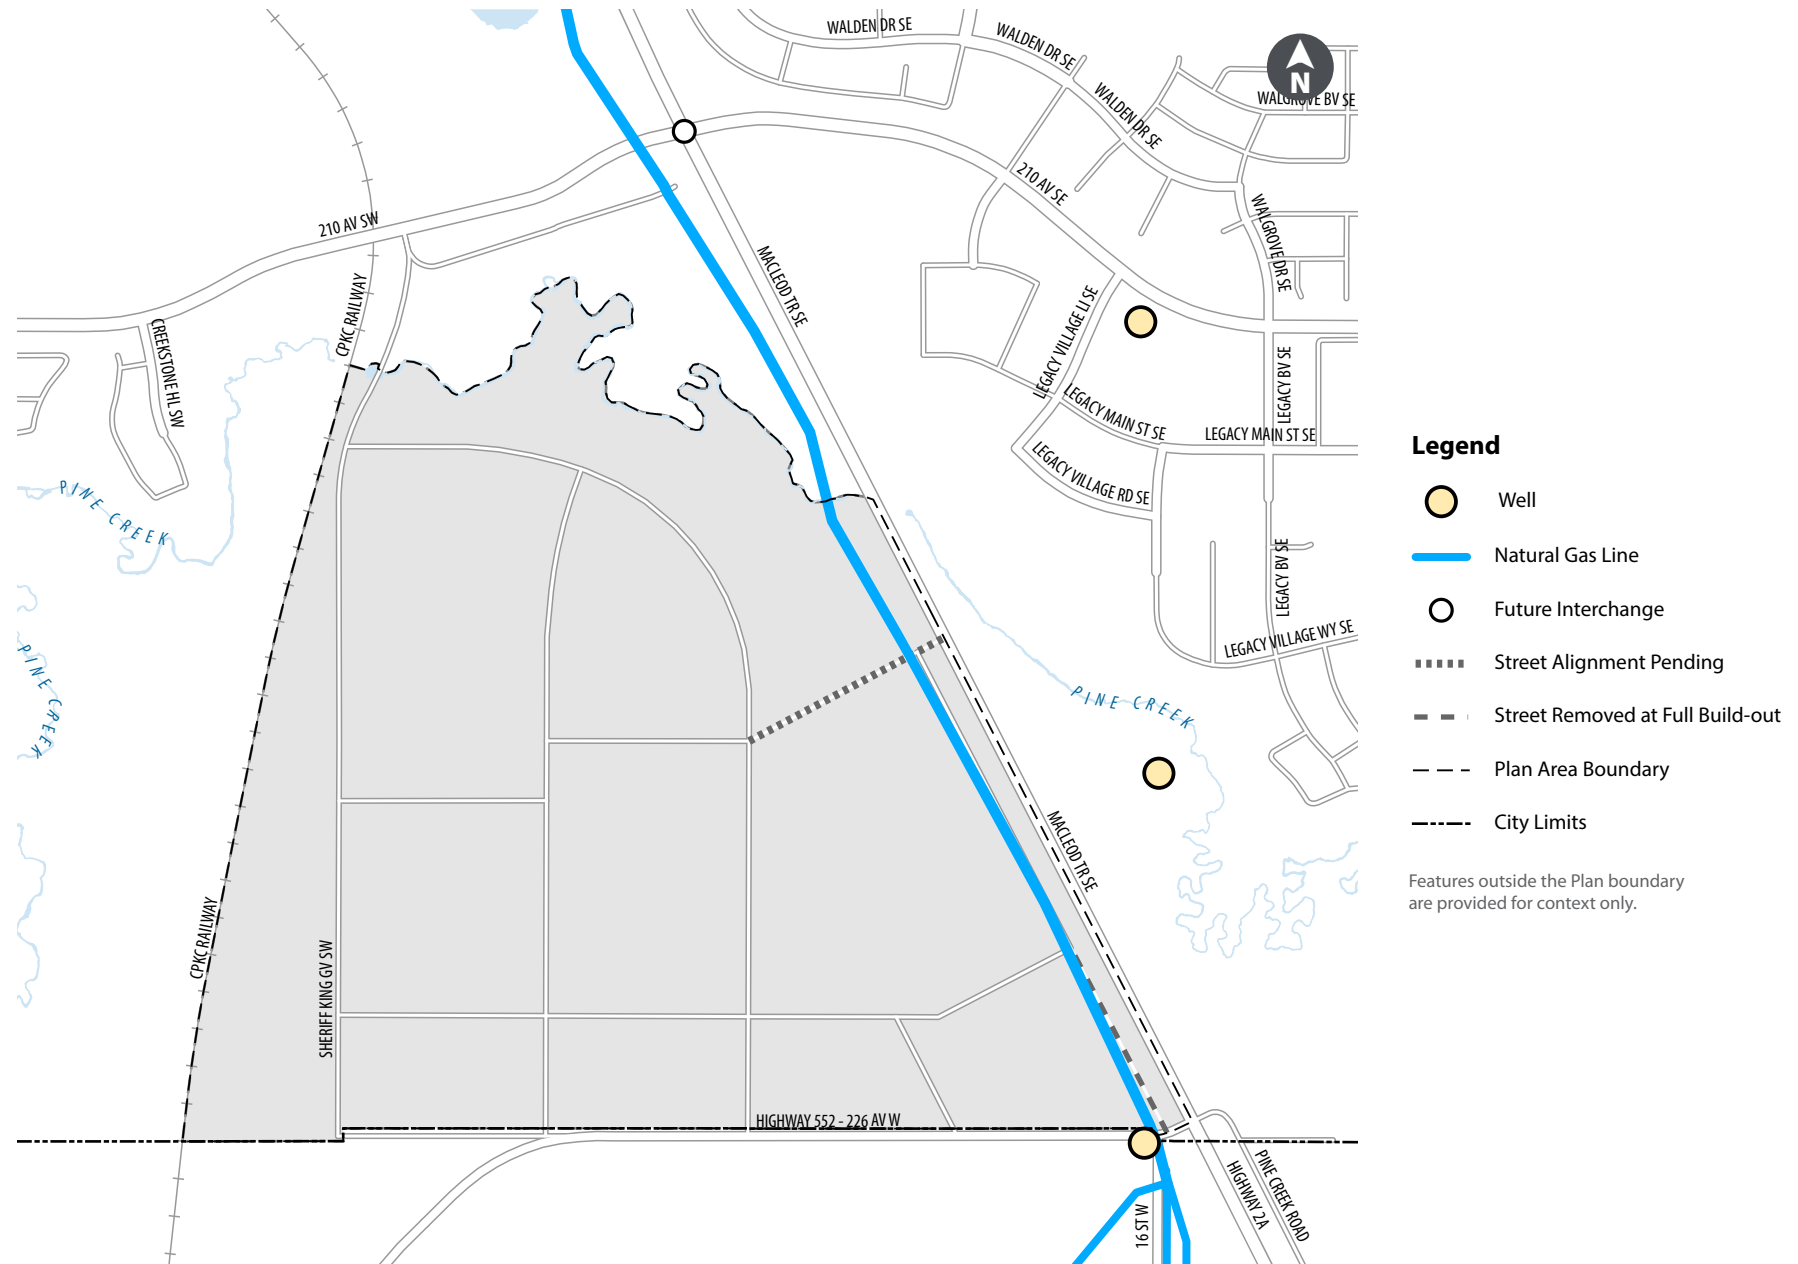 WALDEN DR SE
WALDEN DR SE
WALDEN DR SE
WALGROVE BV SE
N
210 AV SE
210 AV SW
WALGROVE DR SE
MACLEOD TR SE
CPKC RAILWAY
CREEKSTONE HL SW
LEGACY VILLAGE LI SE
LEGACY BV SE
LEGACY MAIN ST SE
LEGACY MAIN ST SE
LEGACY VILLAGE RD SE
PINE CREEK
LEGACY BV SE
LEGACY VILLAGE WY SE
PINE CREEK
PINE CREEK
MACLEOD TR SE
CPKC RAILWAY
SHERIFF KING GV SW
HIGHWAY 552 - 226 AV W
16 ST W
HIGHWAY 2A
PINE CREEK ROAD
Legend
Well
Natural Gas Line
Future Interchange
Street Alignment Pending
Street Removed at Full Build-out
Plan Area Boundary
City Limits
Features outside the Plan boundary
are provided for context only.